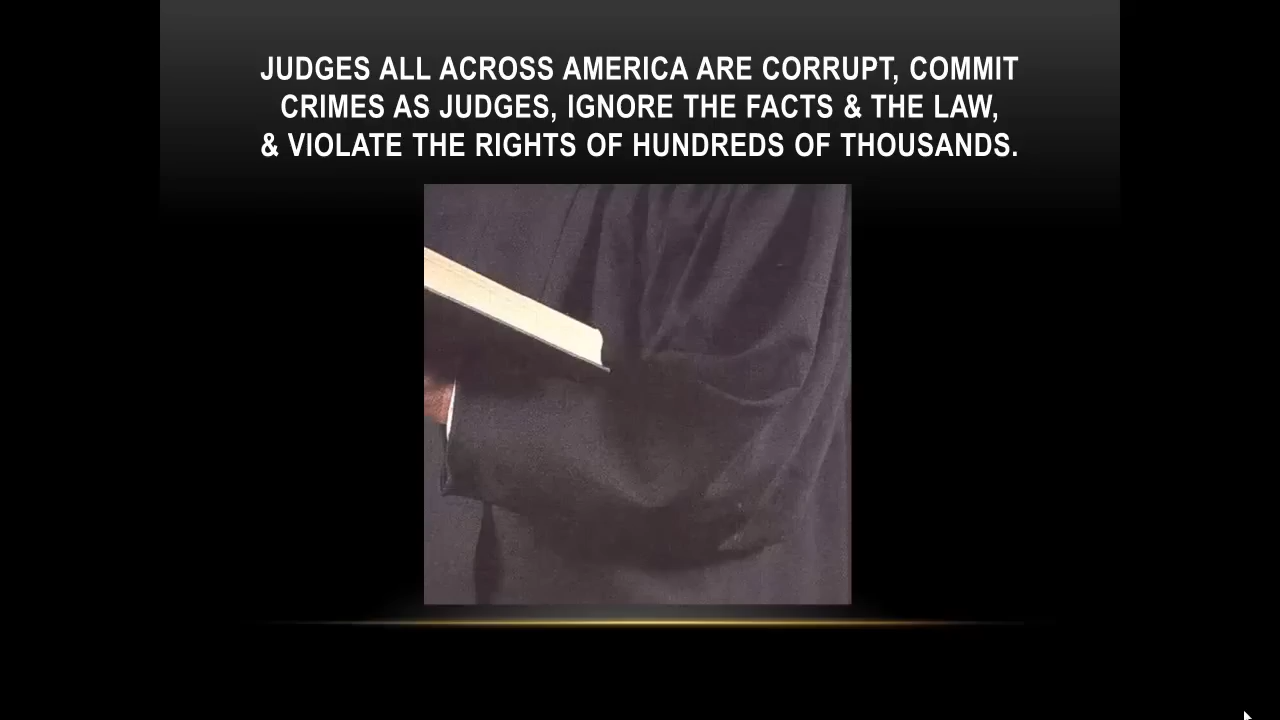 JUDGES ALL ACROSS AMERICA ARE CORRUPT, COMMIT
CRIMES AS JUDGES, IGNORE THE FACTS & THE LAW,
& VIOLATE THE RIGHTS OF HUNDREDS OF THOUSANDS.